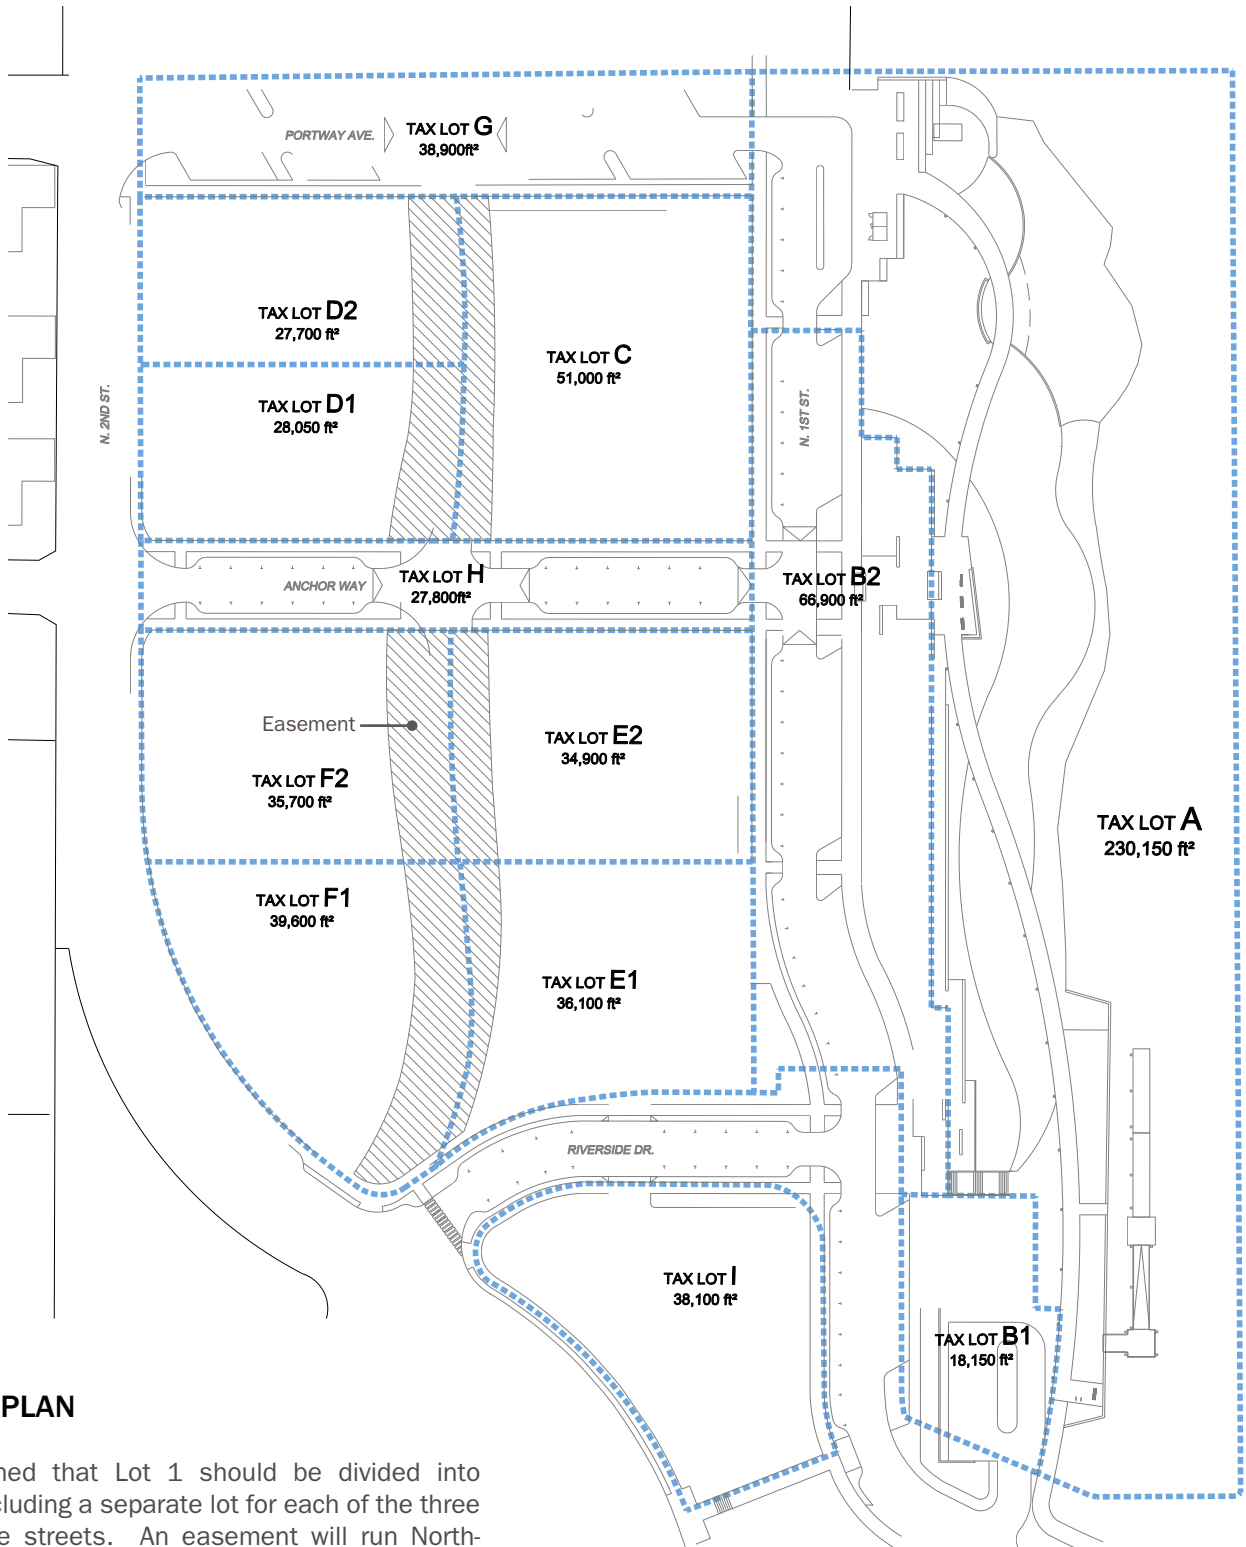 PORTWAY AVE.
TAX LOT G
38,900ft²
TAX LOT D2
27,700 ft²
TAX LOT C
51,000 ft²
TAX LOT D1
28,050 ft²
N. 2ND ST.
N. 1ST ST.
ANCHOR WAY
TAX LOT H
27,800ft²
TAX LOT B2
66,900 ft²
Easement
TAX LOT E2
34,900 ft²
TAX LOT F2
35,700 ft²
TAX LOT A
230,150 ft²
TAX LOT F1
39,600 ft²
TAX LOT E1
36,100 ft²
RIVERSIDE DR.
TAX LOT I
38,100 ft²
TAX LOT B1
18,150 ft²
PLAN
ned that Lot 1 should be divided into
cluding a separate lot for each of the three
e streets. An easement will run North-